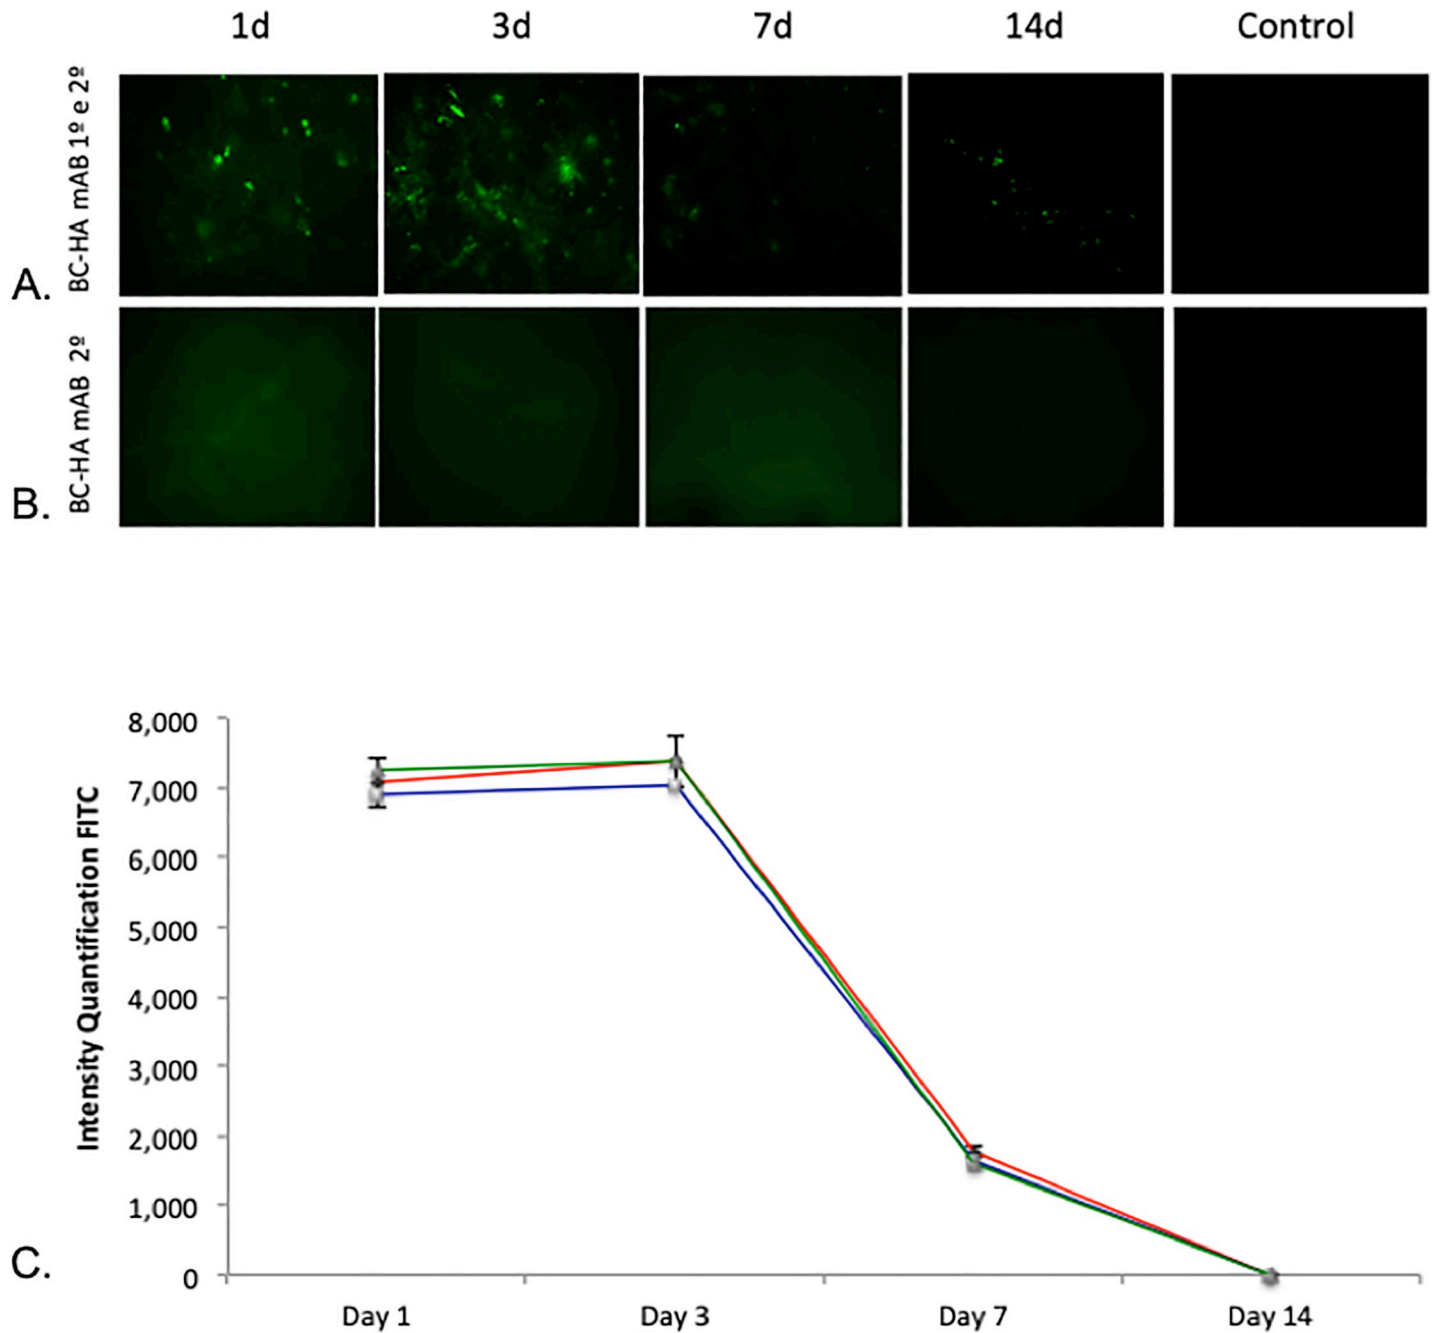 1d 3d 7d 14d Control
A. BC-HA mAB 1º e 2º
B. BC-HA mAB 2º
8,000
7,000
6,000
5,000
4,000
3,000
2,000
1,000
0
Intensity Quantification FITC
C.
Day 1 Day 3 Day 7 Day 14